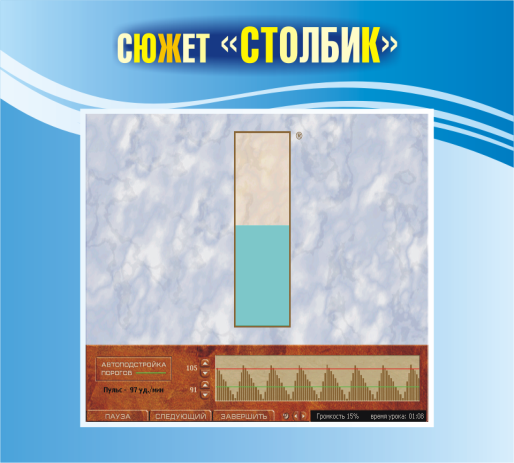 СЮЖЕТ «СТОЛБИК»
®
АВТОПОДСТРОЙКА
ПОРОГОВ
105
Пульс - 97 уд./мин
91
ПАУЗА СЛЕДУЮЩИЙ ЗАВЕРШИТЬ Громкость 15% время урока: 01:08